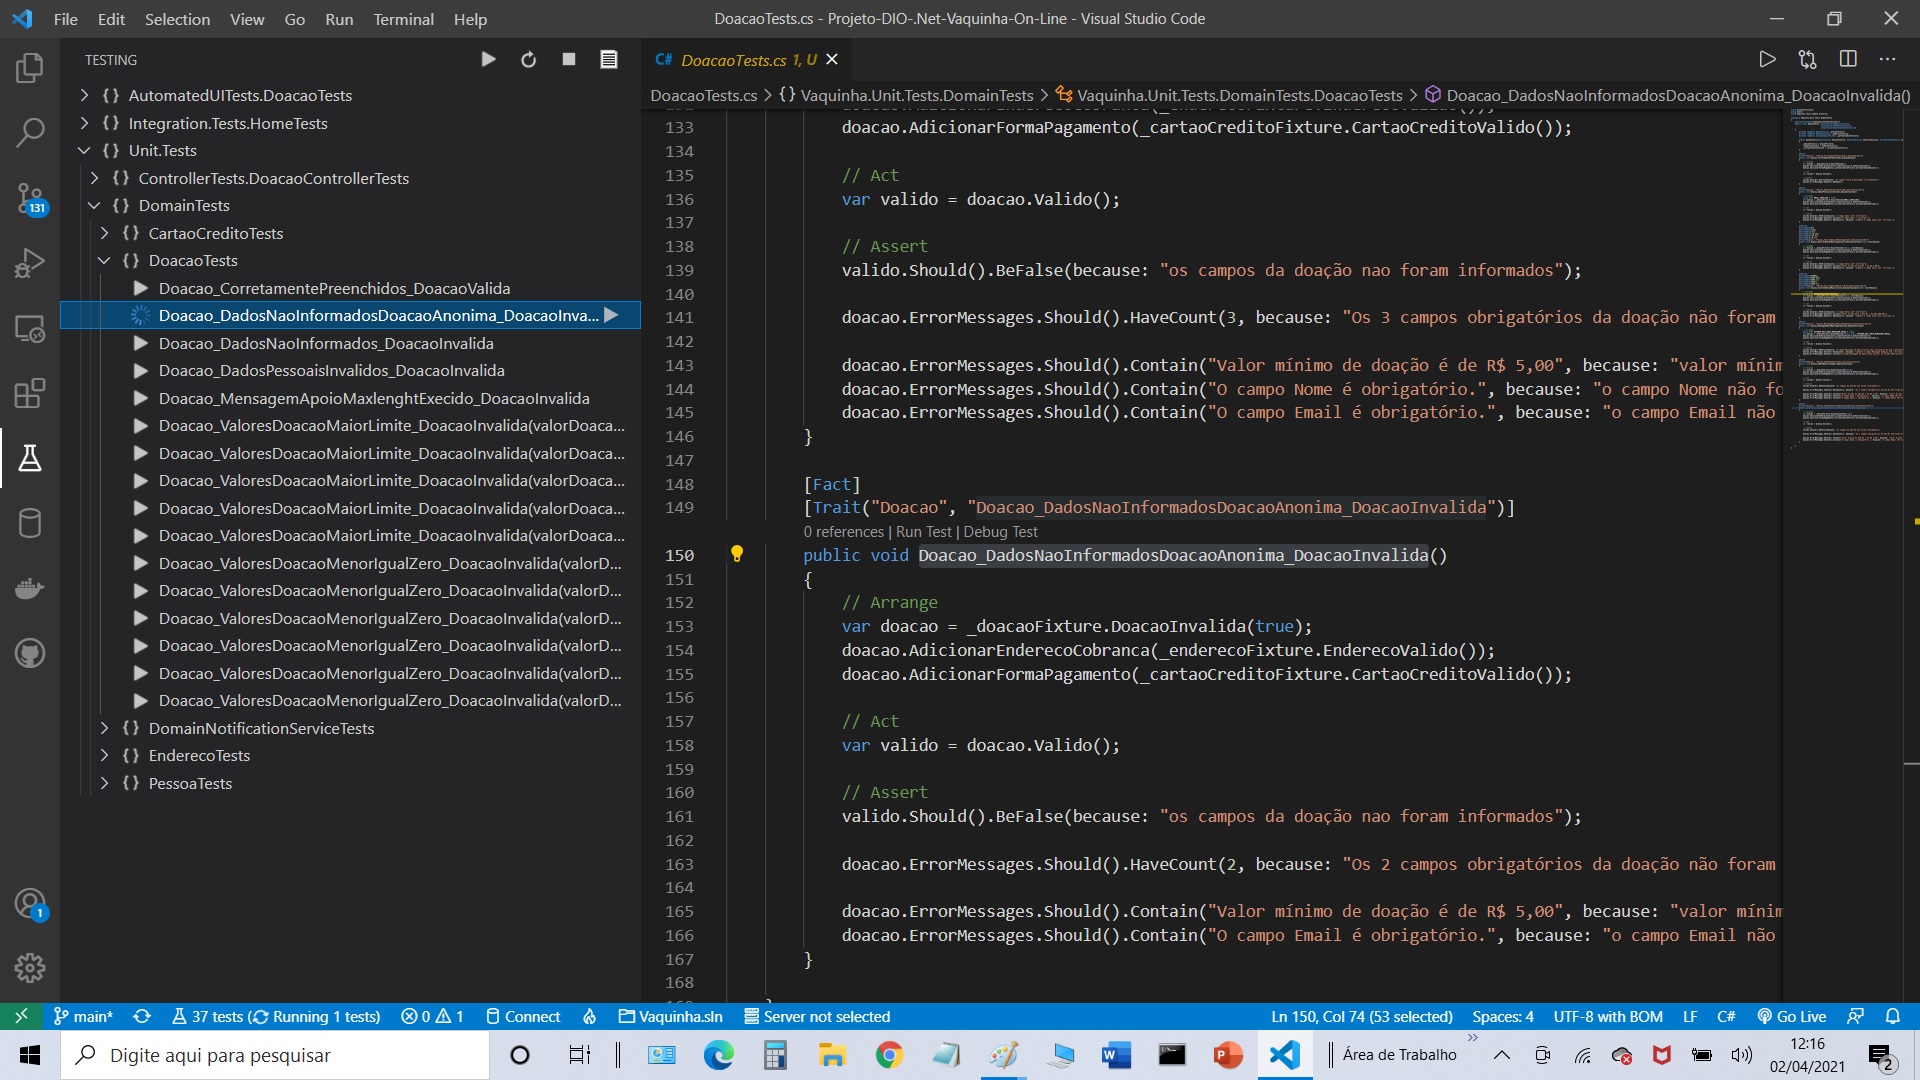 File Edit Selection View Go Run Terminal Help
DoacaoTests.cs - Projeto-DIO-.Net-Vaquinha-On-Line - Visual Studio Code
TESTING
AutomatedUITests.DoacaoTests
Integration.Tests.HomeTests
Unit.Tests
ControllerTests.DoacaoControllerTests
DomainTests
CartaoCreditoTests
DoacaoTests
Doacao_CorretamentePreenchidos_DoacaoValida
Doacao_DadosNaoInformadosDoacaoAnonima_DoacaoInva...
Doacao_DadosNaoInformados_DoacaoInvalida
Doacao_DadosPessoaisInvalidos_DoacaoInvalida
Doacao_MensagemApoioMaxlenghtExecido_DoacaoInvalida
Doacao_ValoresDoacaoMaiorLimite_DoacaoInvalida(valorDoaca...
Doacao_ValoresDoacaoMaiorLimite_DoacaoInvalida(valorDoaca...
Doacao_ValoresDoacaoMaiorLimite_DoacaoInvalida(valorDoaca...
Doacao_ValoresDoacaoMaiorLimite_DoacaoInvalida(valorDoaca...
Doacao_ValoresDoacaoMaiorLimite_DoacaoInvalida(valorDoaca...
Doacao_ValoresDoacaoMenorIgualZero_DoacaoInvalida(valorD...
Doacao_ValoresDoacaoMenorIgualZero_DoacaoInvalida(valorD...
Doacao_ValoresDoacaoMenorIgualZero_DoacaoInvalida(valorD...
Doacao_ValoresDoacaoMenorIgualZero_DoacaoInvalida(valorD...
Doacao_ValoresDoacaoMenorIgualZero_DoacaoInvalida(valorD...
Doacao_ValoresDoacaoMenorIgualZero_DoacaoInvalida(valorD...
DomainNotificationServiceTests
EnderecoTests
PessoaTests
131
1
C# DoacaoTests.cs 1, U
DoacaoTests.cs > {} Vaquinha.Unit.Tests.DomainTests > Vaquinha.Unit.Tests.DomainTests.DoacaoTests > Doacao_DadosNaoInformadosDoacaoAnonima_DoacaoInvalida()
133 doacao.AdicionarFormaPagamento(_cartaoCreditoFixture.CartaoCreditoValido());
134
135 // Act
136 var valido = doacao.Valido();
137
138 // Assert
139 valido.Should().BeFalse(because: "os campos da doação nao foram informados");
140
141 doacao.ErrorMessages.Should().HaveCount(3, because: "Os 3 campos obrigatórios da doação não foram
142
143 doacao.ErrorMessages.Should().Contain("Valor mínimo de doação é de R$ 5,00", because: "valor mínim
144 doacao.ErrorMessages.Should().Contain("O campo Nome é obrigatório.", because: "o campo Nome não fo
145 doacao.ErrorMessages.Should().Contain("O campo Email é obrigatório.", because: "o campo Email não
146 }
147
148 [Fact]
149 [Trait("Doacao", "Doacao_DadosNaoInformadosDoacaoAnonima_DoacaoInvalida")]
0 references | Run Test | Debug Test
150 public void Doacao_DadosNaoInformadosDoacaoAnonima_DoacaoInvalida()
151 {
152 // Arrange
153 var doacao = _doacaoFixture.DoacaoInvalida(true);
154 doacao.AdicionarEnderecoCobranca(_enderecoFixture.EnderecoValido());
155 doacao.AdicionarFormaPagamento(_cartaoCreditoFixture.CartaoCreditoValido());
156
157 // Act
158 var valido = doacao.Valido();
159
160 // Assert
161 valido.Should().BeFalse(because: "os campos da doação nao foram informados");
162
163 doacao.ErrorMessages.Should().HaveCount(2, because: "Os 2 campos obrigatórios da doação não foram
164
165 doacao.ErrorMessages.Should().Contain("Valor mínimo de doação é de R$ 5,00", because: "valor mínim
166 doacao.ErrorMessages.Should().Contain("O campo Email é obrigatório.", because: "o campo Email não
167 }
168
main* 37 tests (Running 1 tests) 0 1 Connect Vaquinha.sln Server not selected Ln 150, Col 74 (53 selected) Spaces: 4 UTF-8 with BOM LF C# Go Live
Digite aqui para pesquisar
Área de Trabalho
12:16
02/04/2021
2